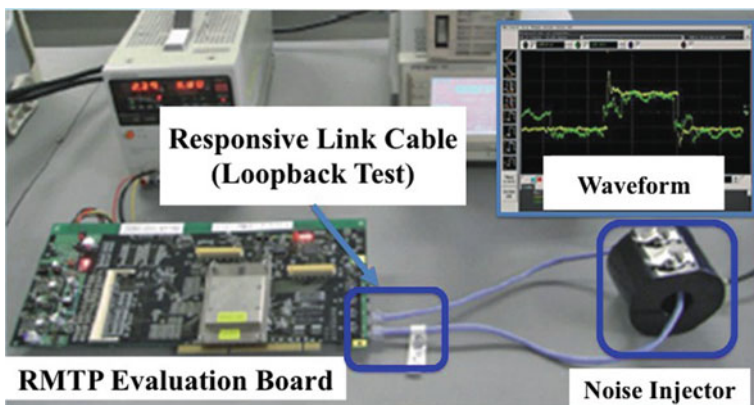 Responsive Link Cable
(Loopback Test)
Waveform
RMTP Evaluation Board
Noise Injector